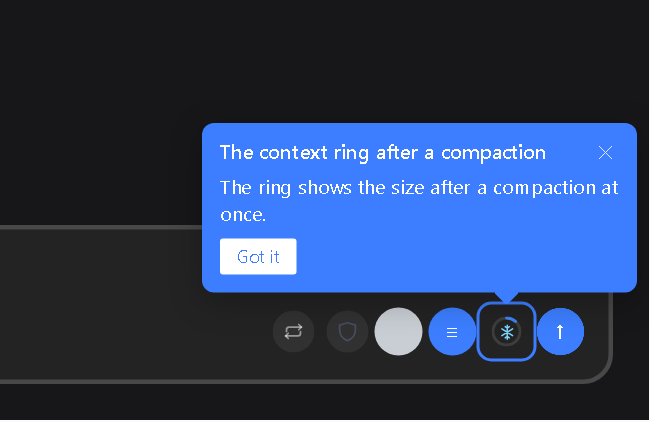 The context ring after a compaction
The ring shows the size after a compaction at
once.
Got it